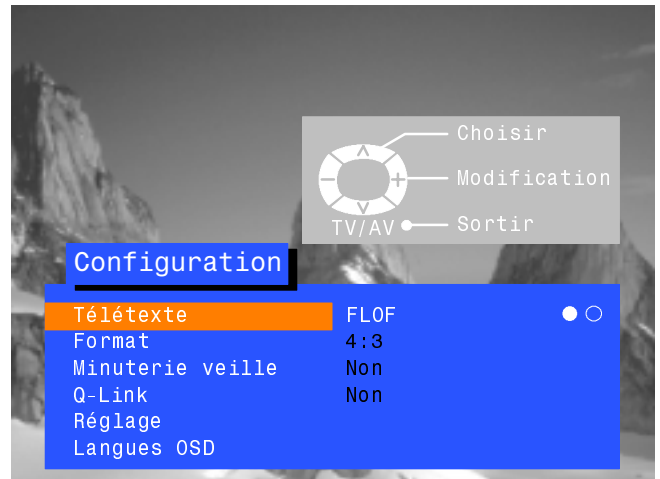 Choisir
Modification
TV/AV Sortir
Configuration
Télétexte FLOF
Format 4:3
Minuterie veille Non
Q-Link Non
Réglage
Langues OSD